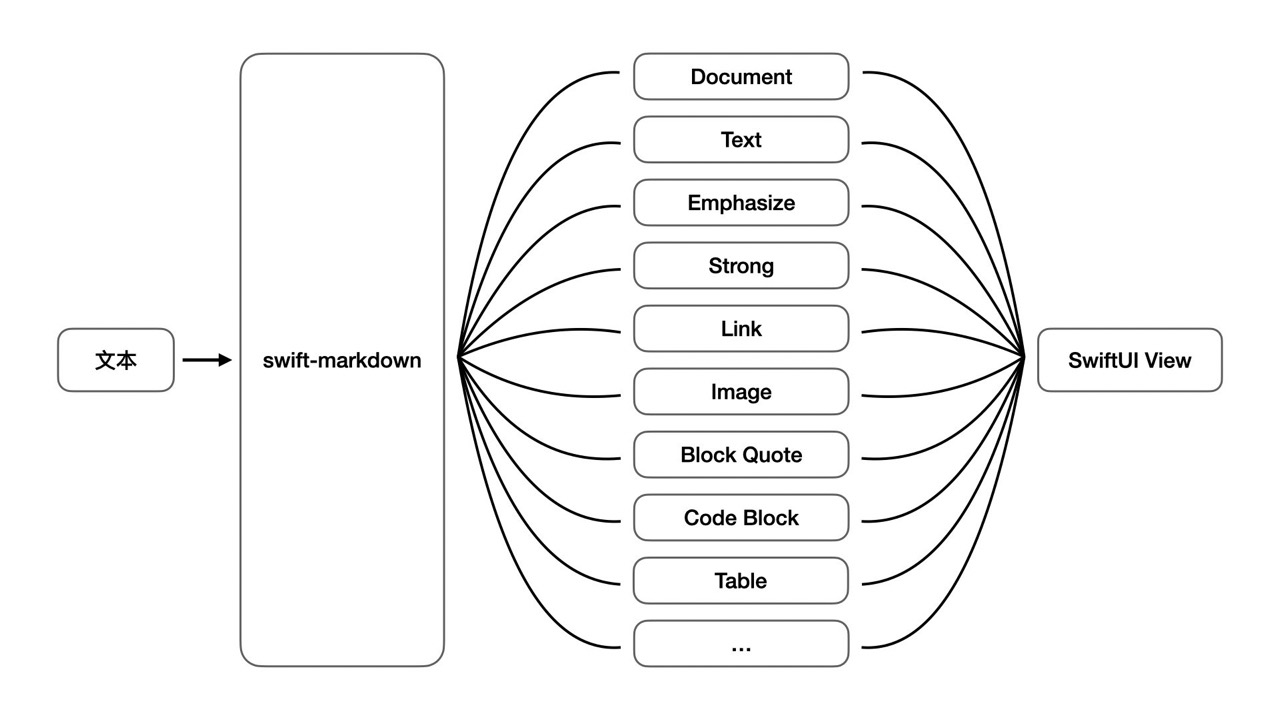 文本
swift-markdown
Document
Text
Emphasize
Strong
Link
Image
Block Quote
Code Block
Table
...
SwiftUI View